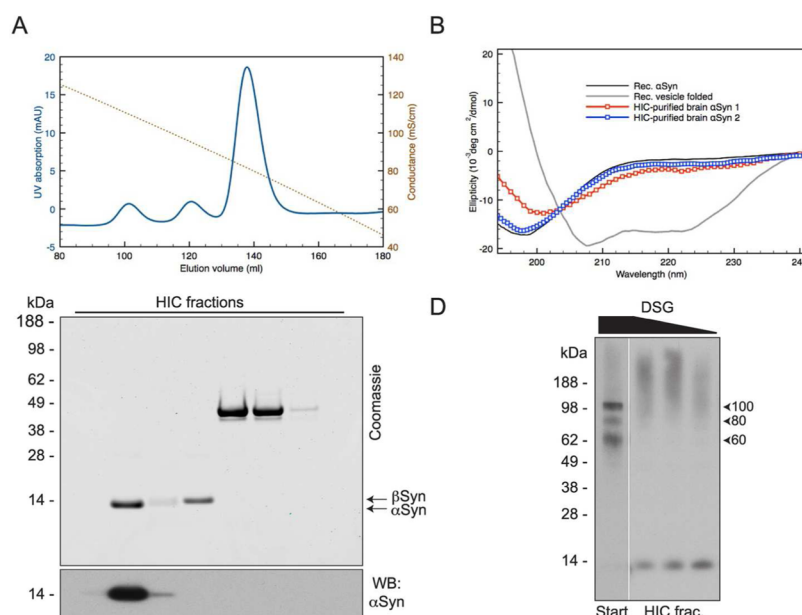 A
UV absorption (mAU)
20
15
10
5
0
-5
80
100
120
140
160
180
Elution volume (ml)
140
120
100
80
60
40
Conductance (mS/cm)
B
Ellipticity (10⁻³deg cm²/dmol)
20
10
0
-10
-20
Rec. αSyn
Rec. vesicle folded
HIC-purified brain αSyn 1
HIC-purified brain αSyn 2
200
210
220
230
240
Wavelength (nm)
kDa
HIC fractions
188 -
98 -
62 -
49 -
38 -
28 -
14 -
Coomassie
βSyn
αSyn
14 -
WB:
αSyn
D
DSG
kDa
188 -
98 -
62 -
49 -
38 -
28 -
14 -
100
80
60
Start
HIC frac.